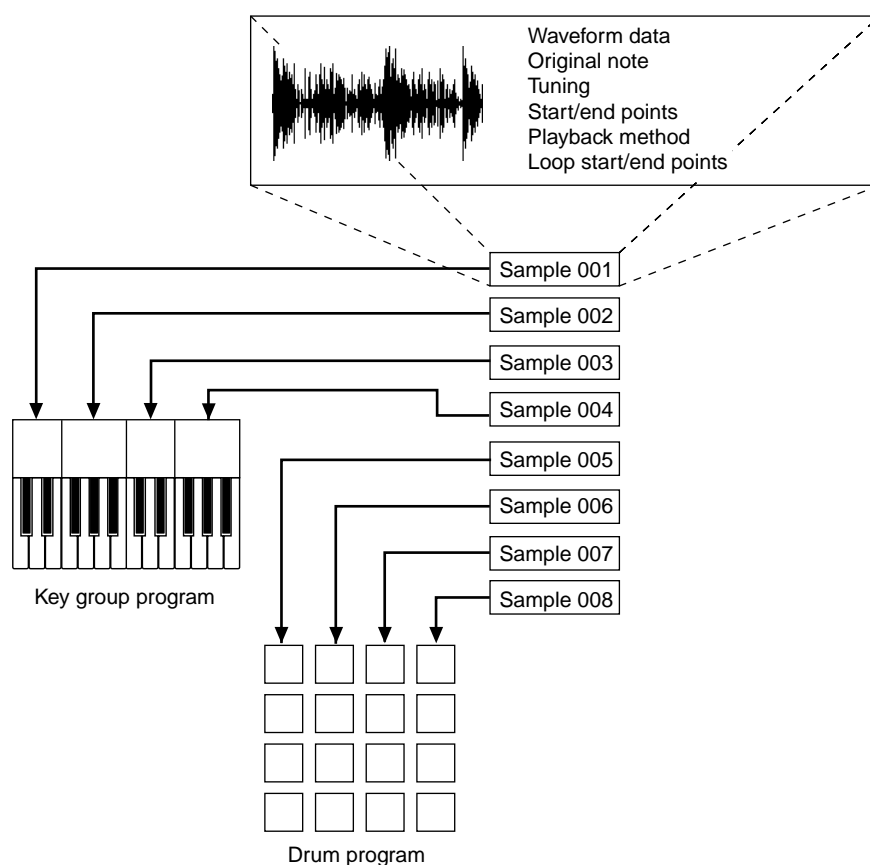 Waveform data
Original note
Tuning
Start/end points
Playback method
Loop start/end points
Sample 001
Sample 002
Sample 003
Sample 004
Sample 005
Sample 006
Sample 007
Sample 008
Key group program
Drum program